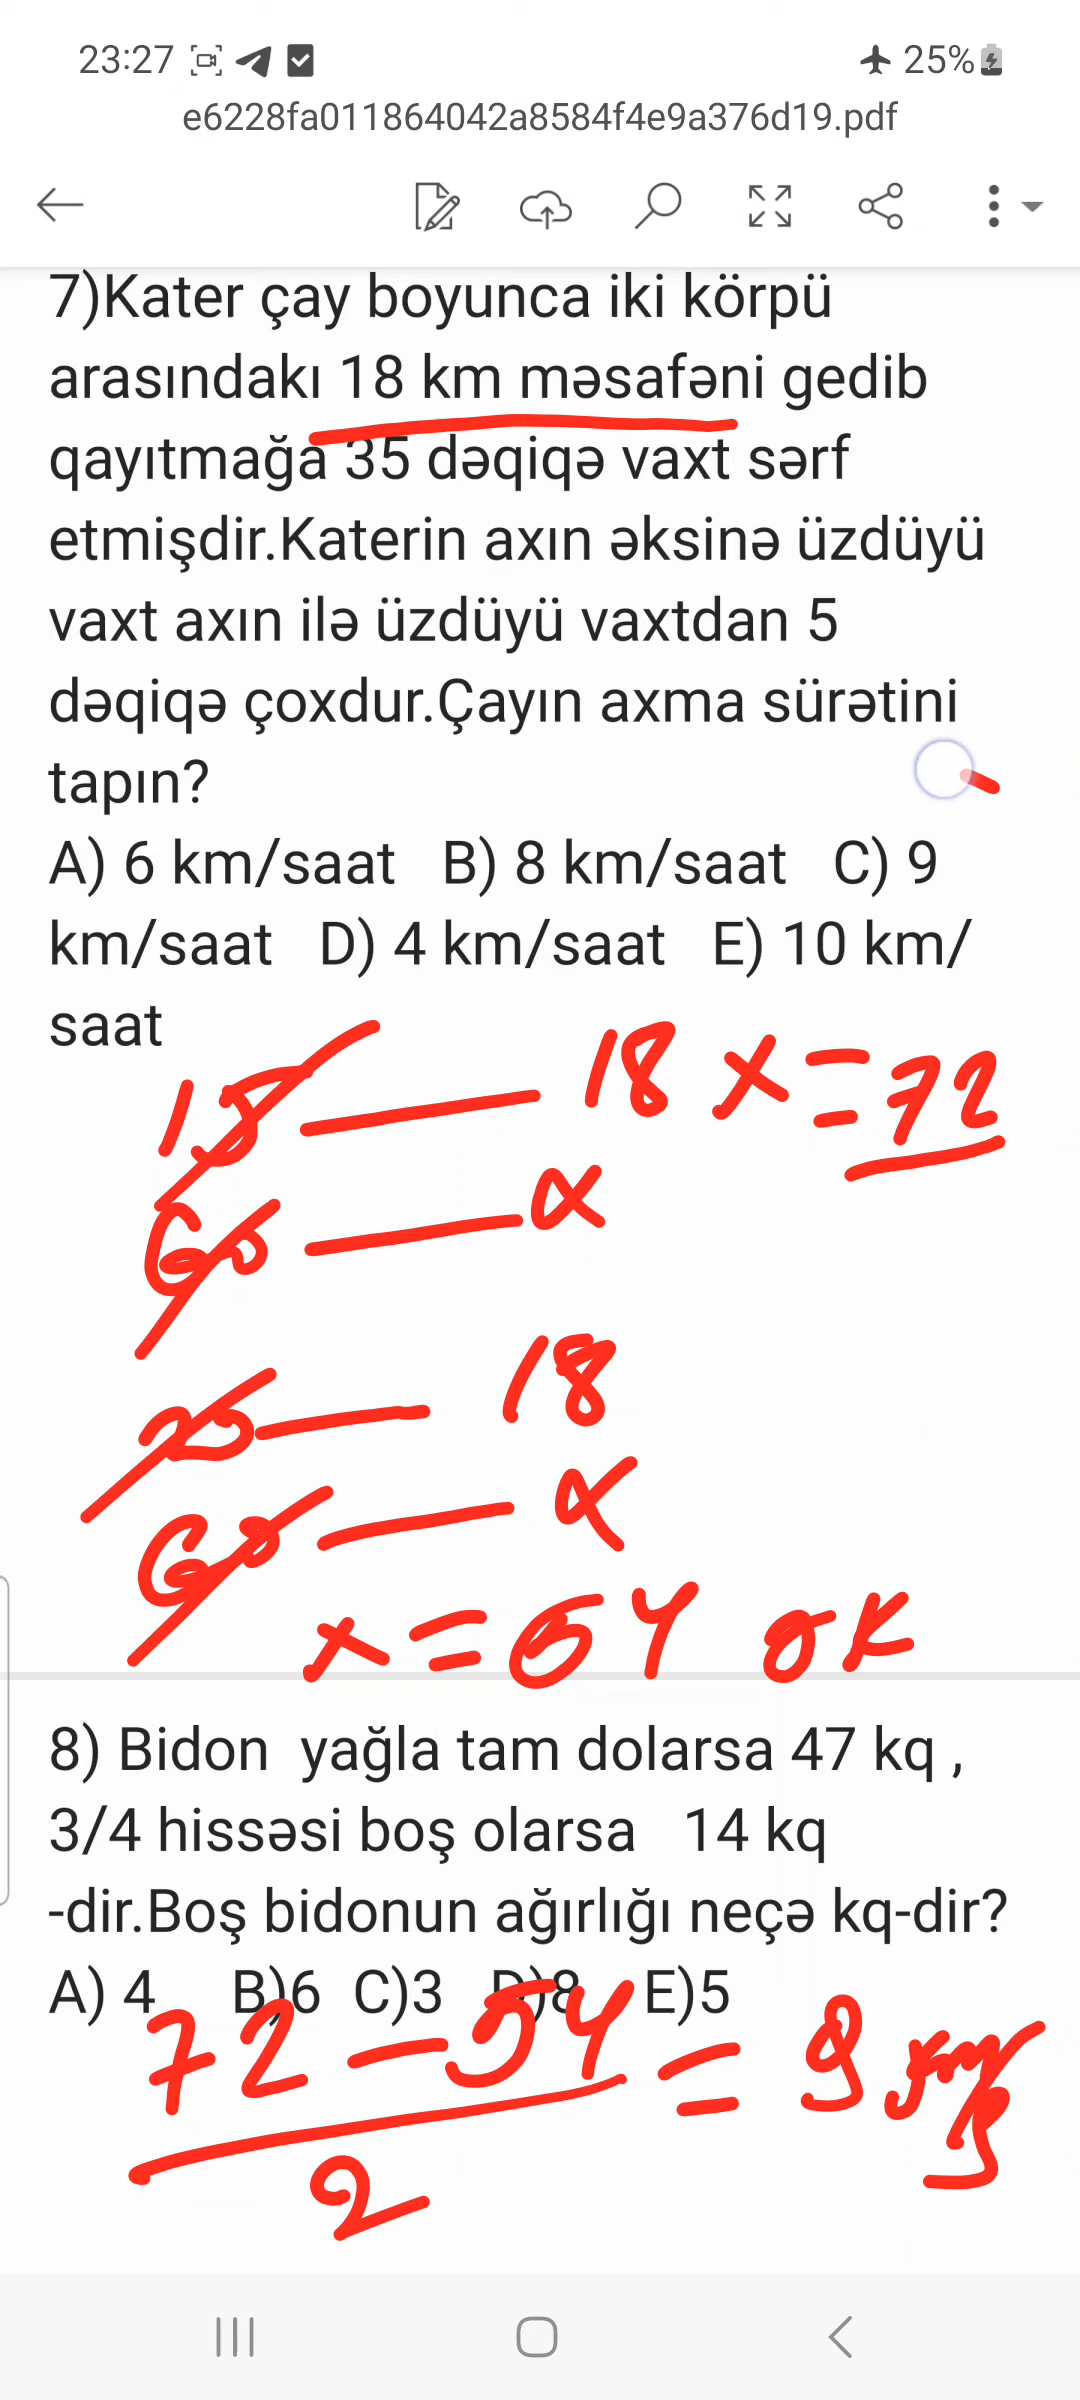 23:27 25%
e6228fa011864042a8584f4e9a376d19.pdf
7)Kater çay boyunca iki körpü
arasındakı 18 km məsafəni gedib
qayıtmağa 35 dəqiqə vaxt sərf
etmişdir.Katerin axın əksinə üzdüyü
vaxt axın ilə üzdüyü vaxtdan 5
dəqiqə çoxdur.Çayın axma sürətini
tapın?
A) 6 km/saat B) 8 km/saat C) 9
km/saat D) 4 km/saat E) 10 km/
saat
15 — 18 x = 72
60 — x
— 18
60 — x
x = 54
8) Bidon yağla tam dolarsa 47 kq ,
3/4 hissəsi boş olarsa 14 kq
-dir.Boş bidonun ağırlığı neçə kq-dir?
A) 4 B)6 C)3 D)8 E)5
72 – 54 = 9
2